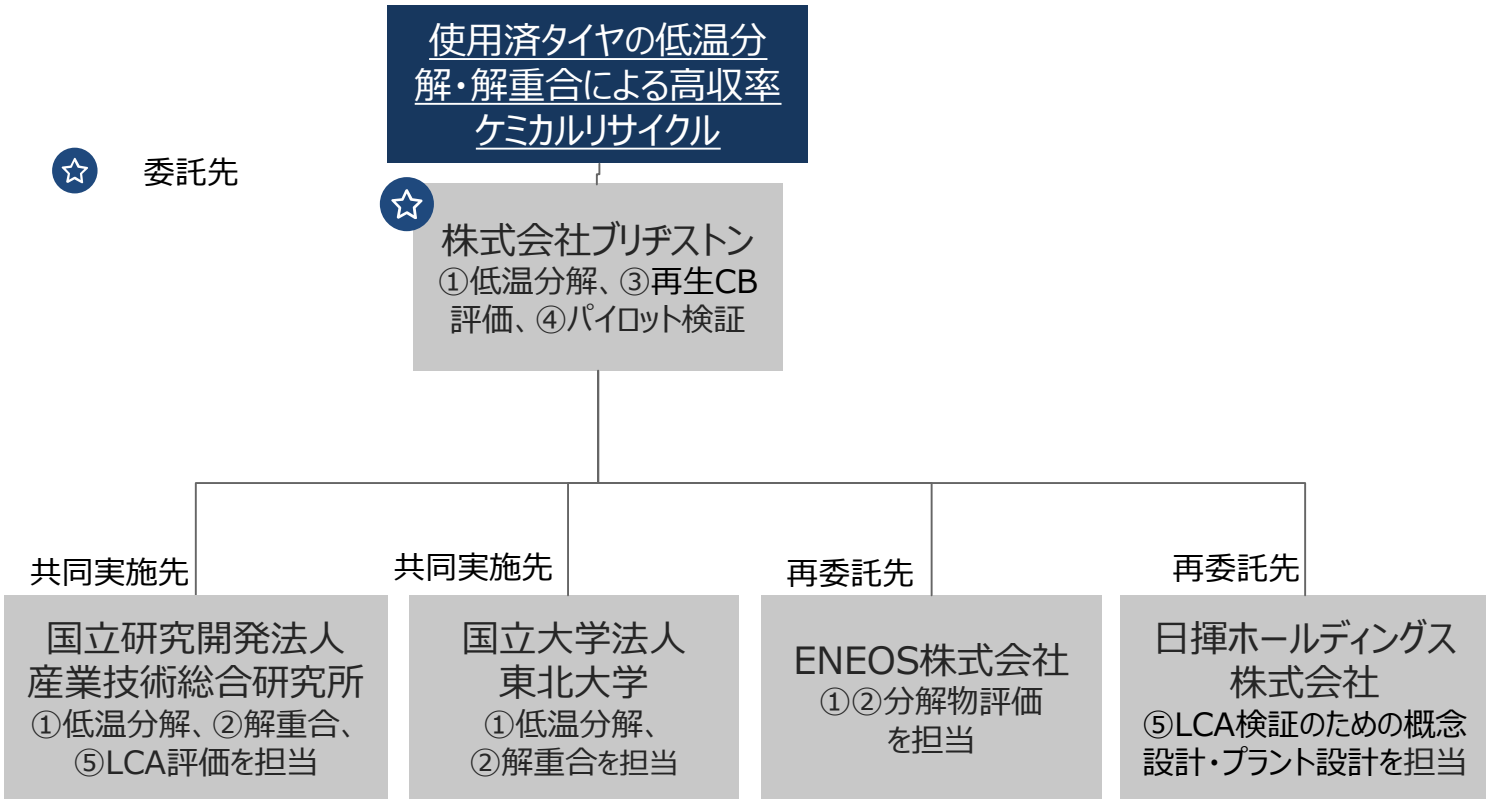 使用済タイヤの低温分
解・解重合による高収率
ケミカルリサイクル
委託先
株式会社ブリヂストン
①低温分解、③再生CB
評価、④パイロット検証
共同実施先
国立研究開発法人
産業技術総合研究所
①低温分解、②解重合、
⑤LCA評価を担当
共同実施先
国立大学法人
東北大学
①低温分解、
②解重合を担当
再委託先
ENEOS株式会社
①②分解物評価
を担当
再委託先
日揮ホールディングス
株式会社
⑤LCA検証のための概念
設計・プラント設計を担当